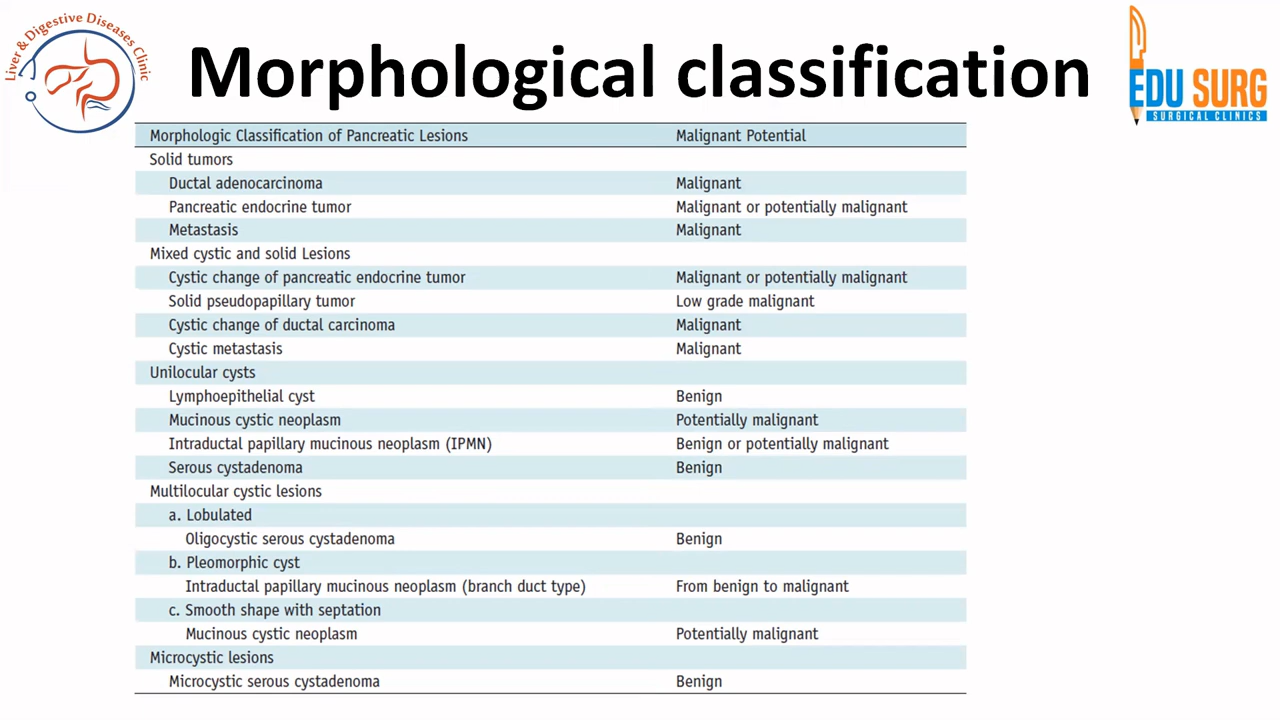 Liver & Digestive Diseases Clinic
Morphological classification
EDU SURG
SURGICAL CLINICS
Morphologic Classification of Pancreatic Lesions Malignant Potential
Solid tumors
Ductal adenocarcinoma Malignant
Pancreatic endocrine tumor Malignant or potentially malignant
Metastasis Malignant
Mixed cystic and solid Lesions
Cystic change of pancreatic endocrine tumor Malignant or potentially malignant
Solid pseudopapillary tumor Low grade malignant
Cystic change of ductal carcinoma Malignant
Cystic metastasis Malignant
Unilocular cysts
Lymphoepithelial cyst Benign
Mucinous cystic neoplasm Potentially malignant
Intraductal papillary mucinous neoplasm (IPMN) Benign or potentially malignant
Serous cystadenoma Benign
Multilocular cystic lesions
a. Lobulated
Oligocystic serous cystadenoma Benign
b. Pleomorphic cyst
Intraductal papillary mucinous neoplasm (branch duct type) From benign to malignant
c. Smooth shape with septation
Mucinous cystic neoplasm Potentially malignant
Microcystic lesions
Microcystic serous cystadenoma Benign